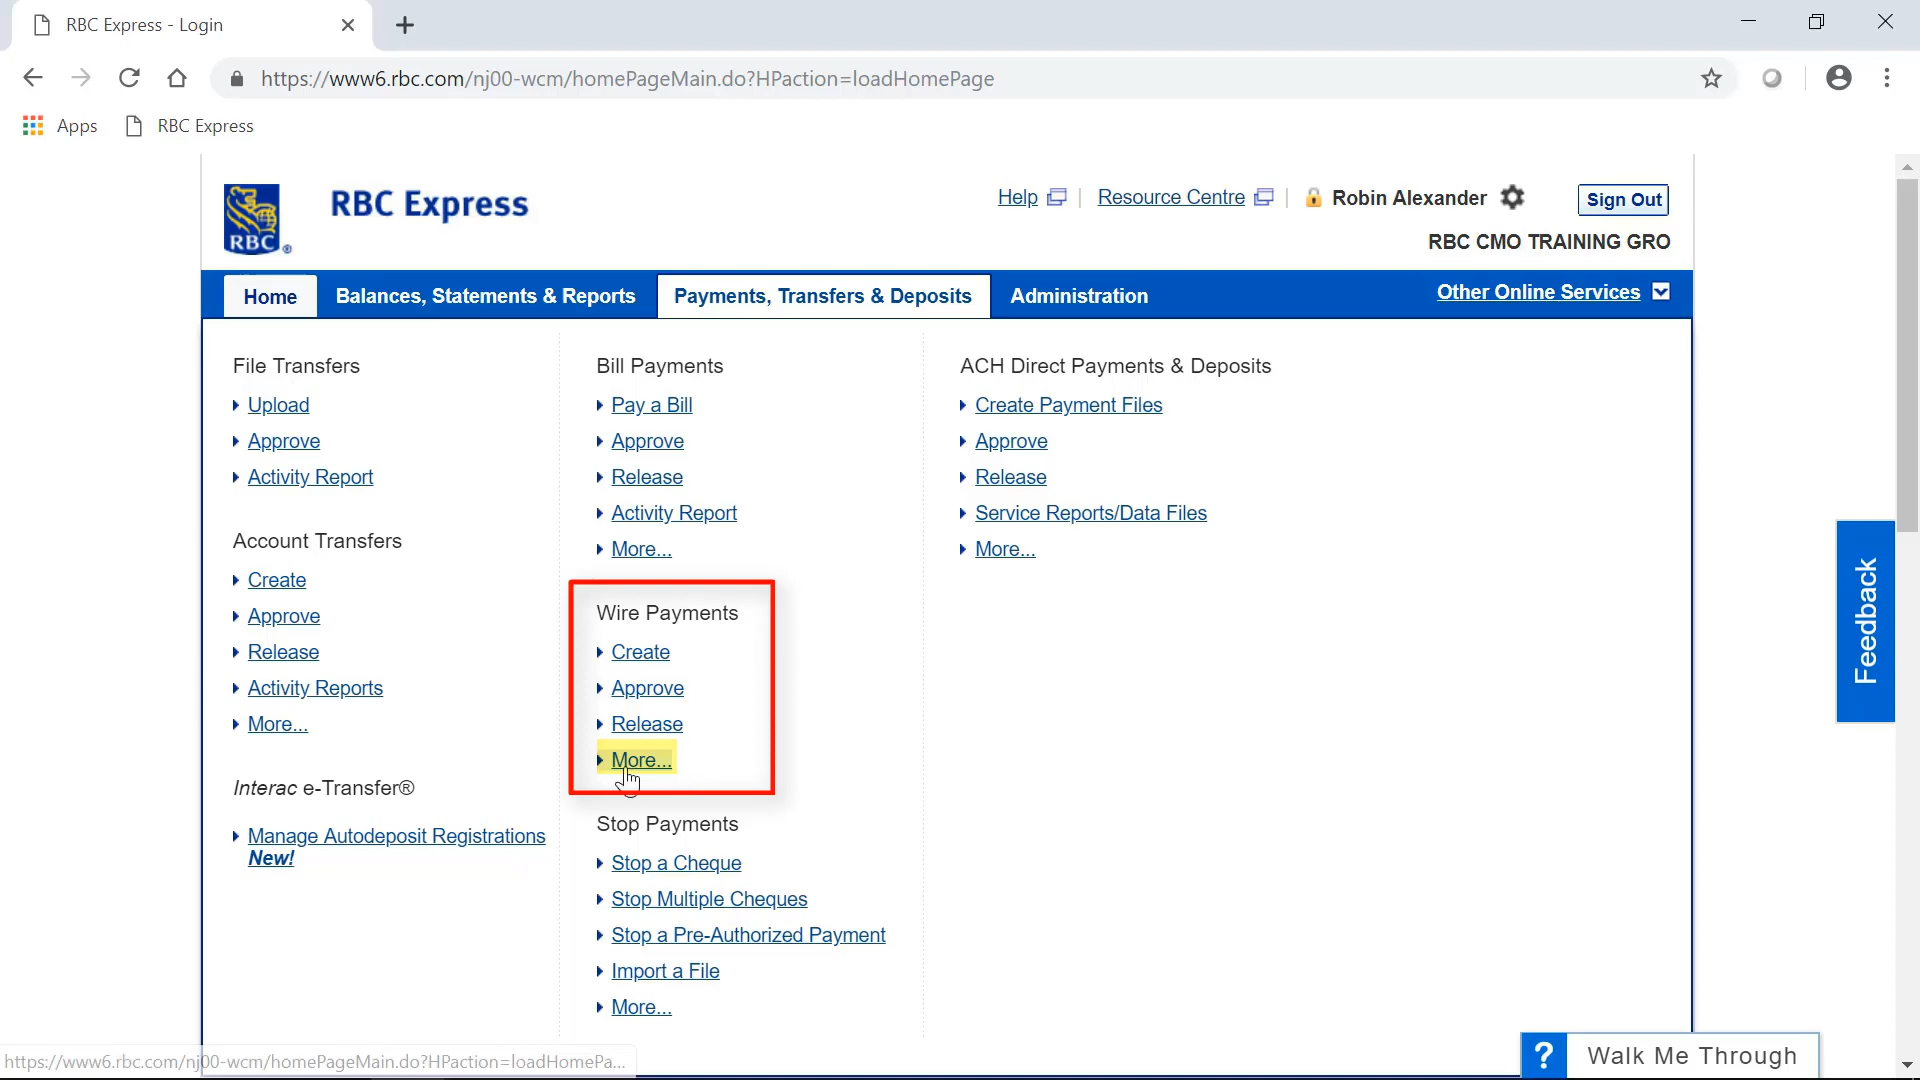 RBC Express - Login
https://www6.rbc.com/nj00-wcm/homePageMain.do?HPaction=loadHomePage
Apps RBC Express
RBC ®
RBC Express
Help Resource Centre Robin Alexander Sign Out
RBC CMO TRAINING GRO
Home Balances, Statements & Reports Payments, Transfers & Deposits Administration Other Online Services
File Transfers
Upload
Approve
Activity Report
Account Transfers
Create
Approve
Release
Activity Reports
More...
Interac e-Transfer®
Manage Autodeposit Registrations
New!
Bill Payments
Pay a Bill
Approve
Release
Activity Report
More...
Wire Payments
Create
Approve
Release
More...
Stop Payments
Stop a Cheque
Stop Multiple Cheques
Stop a Pre-Authorized Payment
Import a File
More...
ACH Direct Payments & Deposits
Create Payment Files
Approve
Release
Service Reports/Data Files
More...
Feedback
? Walk Me Through
https://www6.rbc.com/nj00-wcm/homePageMain.do?HPaction=loadHomePa...